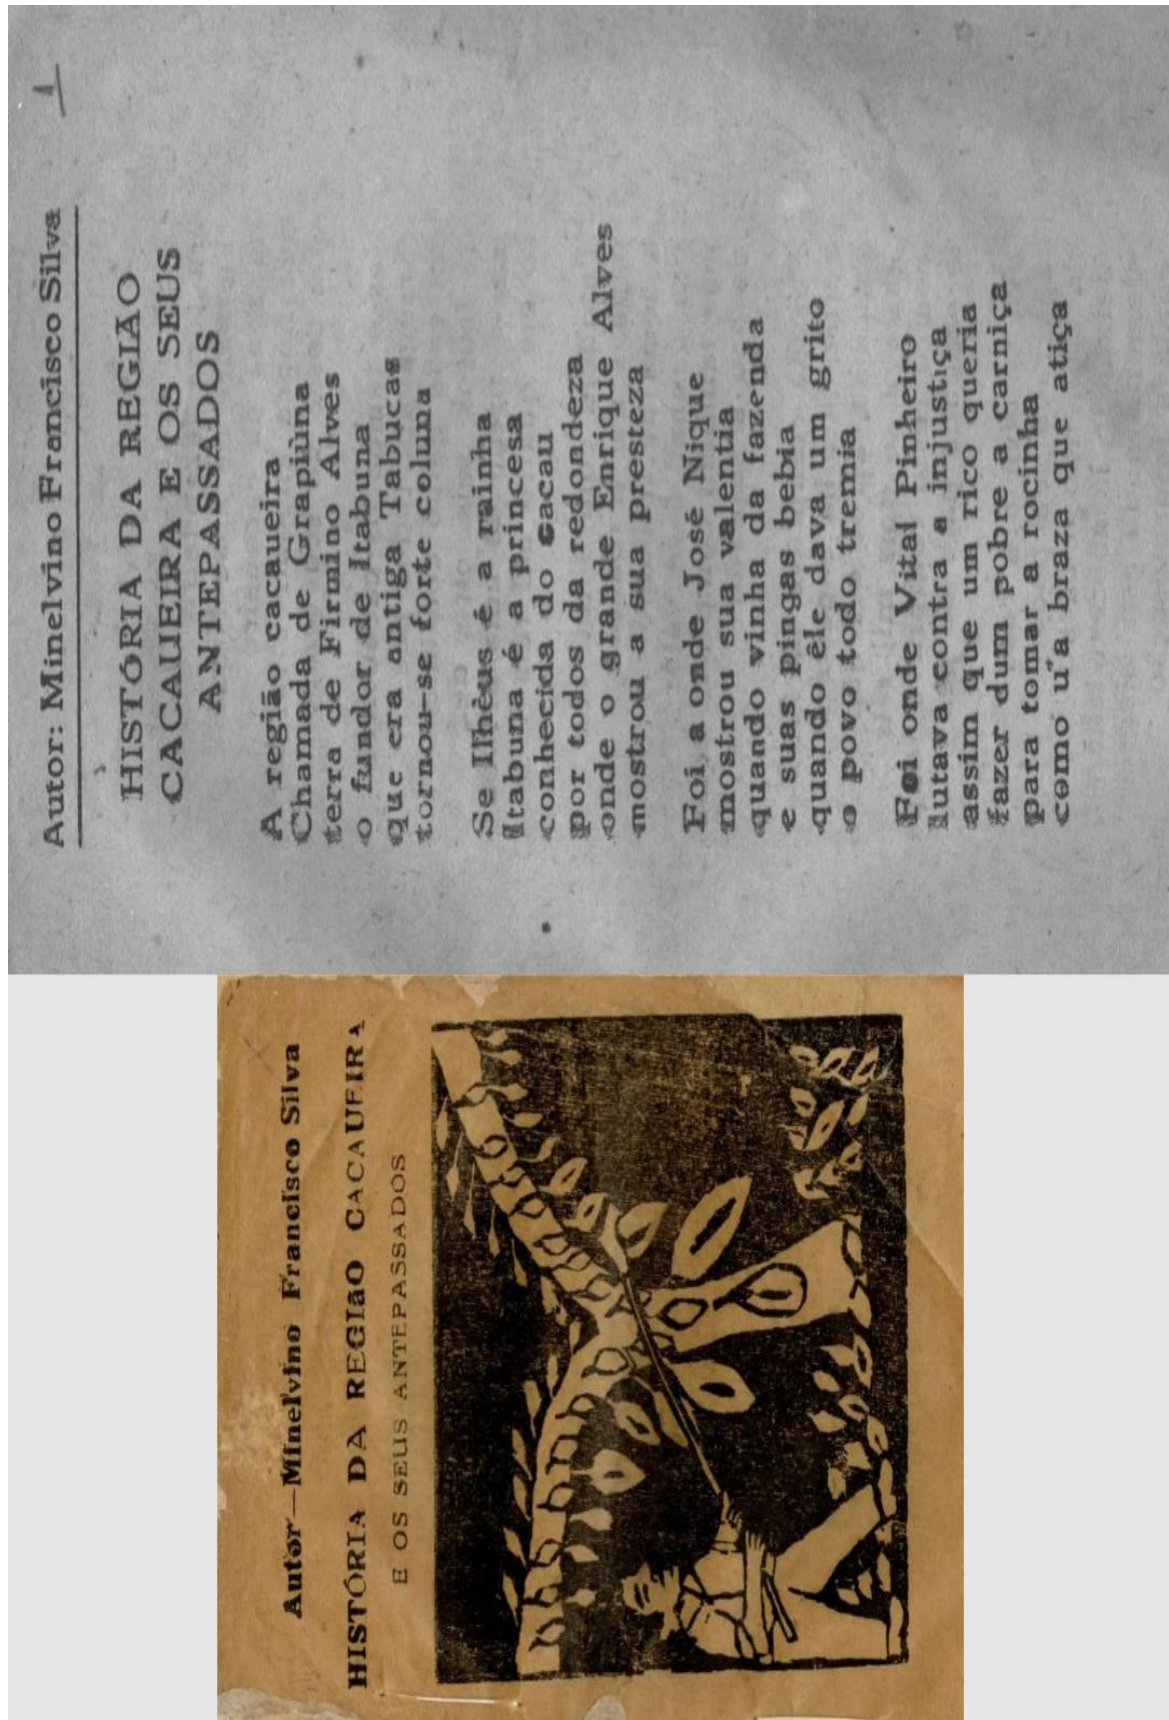 Autor—Minelvino Francisco Silva
HISTÓRIA DA REGIãO CACAUEIRA
E OS SEUS ANTEPASSADOS
1
Autor: Minelvino Francisco Silva
HISTÓRIA DA REGIÃO
CACAUEIRA E OS SEUS
ANTEPASSADOS
A região cacaueira
Chamada de Grapiùna
terra de Firmino Alves
o fundor de Itabuna
que era antiga Tabucas
tornou-se forte coluna
Se Ilhèus é a rainha
Itabuna é a princesa
conhecida do cacau
por todos da redondeza
onde o grande Enrique Alves
mostrou a sua presteza
Foi a onde José Nique
mostrou sua valentia
quando vinha da fazenda
e suas pingas bebia
quando êle dava um grito
o povo todo tremia
Foi onde Vital Pinheiro
lutava contra a injustiça
assim que um rico queria
fazer dum pobre a carniça
para tomar a rocinha
como u'a braza que atiça